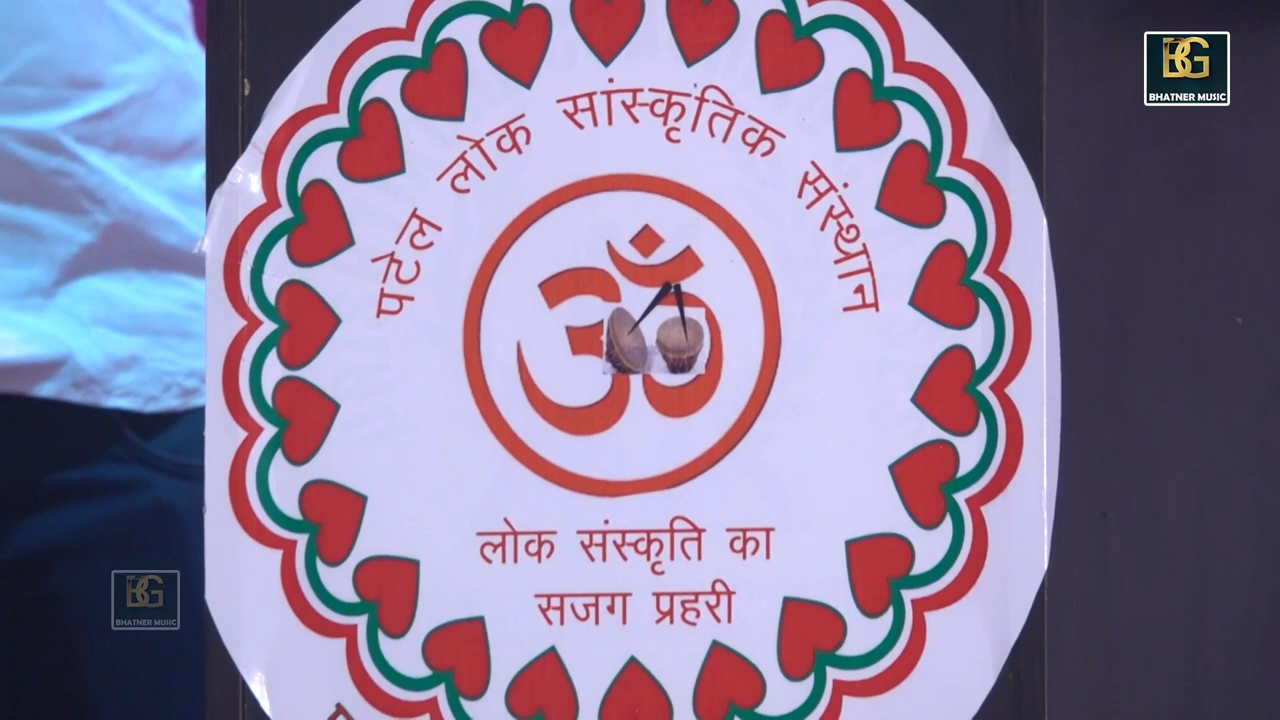 BG
BHATNER MUSIC
पटेल लोक सांस्कृतिक संस्थान
ॐ
लोक संस्कृति का
सजग प्रहरी
BG
BHATNER MUSIC